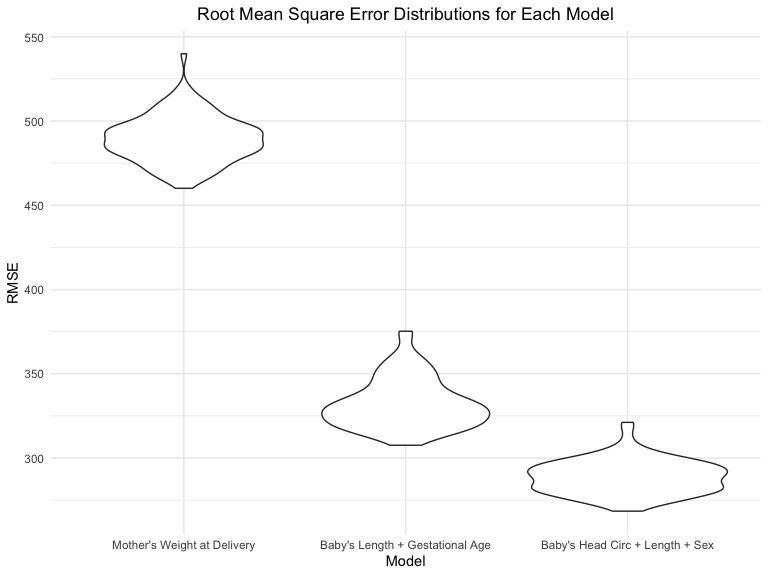 Root Mean Square Error Distributions for Each Model
550
500
450
400
350
300
RMSE
Mother's Weight at Delivery
Baby's Length + Gestational Age
Baby's Head Circ + Length + Sex
Model